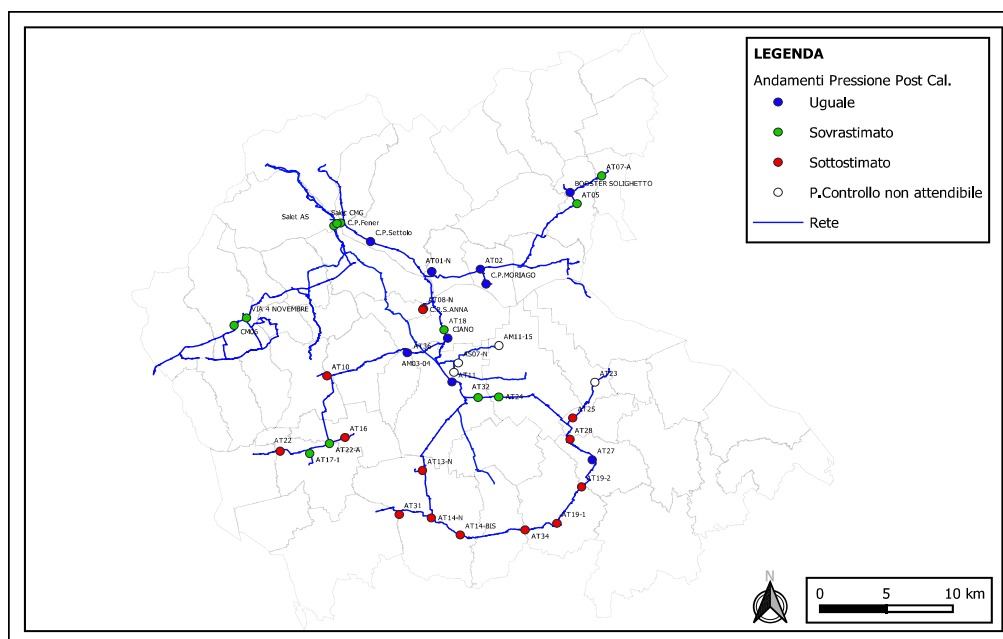 LEGENDA
Andamenti Pressione Post Cal.
Uguale
Sovrastimato
Sottostimato
P.Controllo non attendibile
Rete
AT07-A
BOOSTER SOLIGHETTO
AT05
Salet AS
Salet CMG
C.P.Fener
C.P.Settolo
AT01-N
AT02
C.P.MORIAGO
AT08-N
C.P.S.ANNA
VIA 4 NOVEMBRE
CM05
AT18
CIANO
AT36
AM03-04
AS07-N
AM11-15
AT11
AT10
AT23
AT32
AT24
AT25
AT28
AT16
AT22
AT22-A
AT17-1
AT27
AT13-N
AT19-2
AT31
AT14-N
AT14-BIS
AT34
AT19-1
N
0 5 10 km